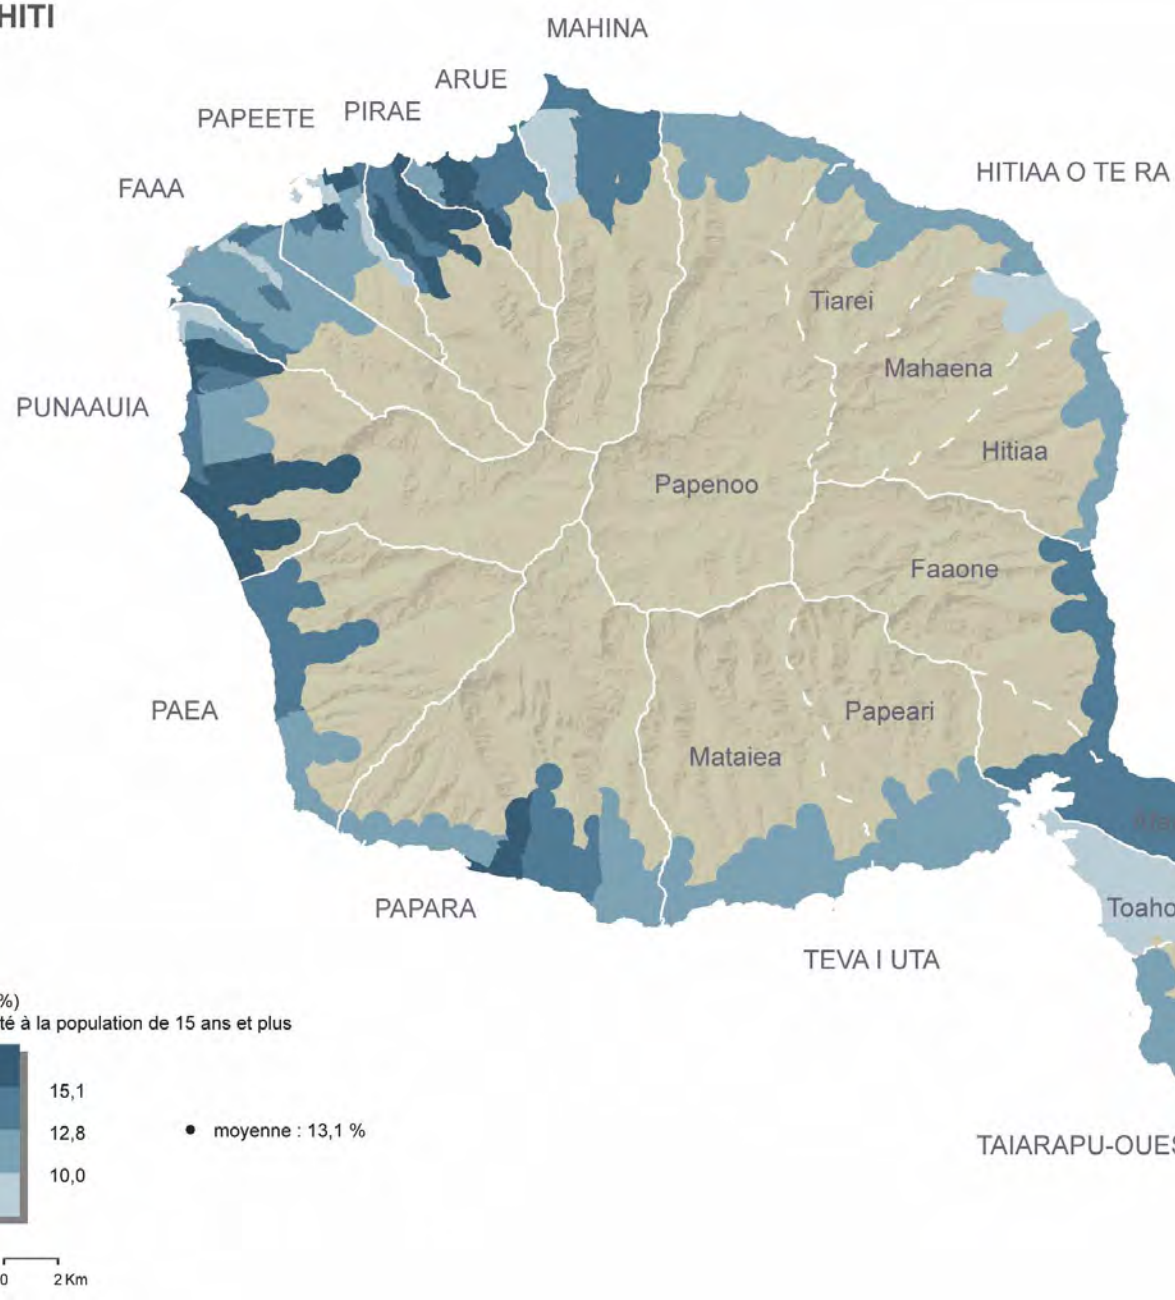 HITI
MAHINA
ARUE
PIRAE
PAPEETE
HITIAA O TE RA
FAAA
Tiarei
Mahaena
PUNAAUIA
Hitiaa
Papenoo
Faaone
PAEA
Papeari
Mataiea
PAPARA
Toaho
TEVA I UTA
%)
té à la population de 15 ans et plus
15,1
12,8
10,0
• moyenne : 13,1 %
TAIARAPU-OUES
0 2 Km